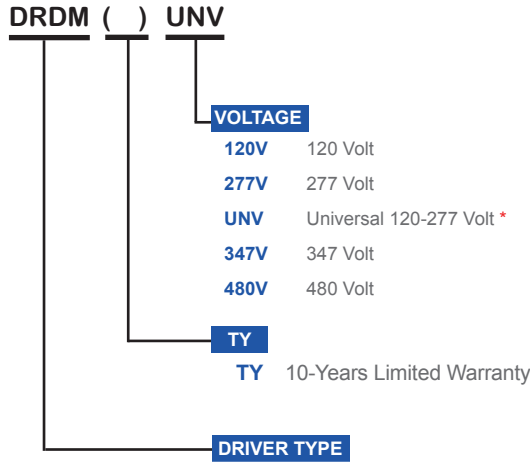 DRDM ( ) UNV
VOLTAGE
120V 120 Volt
277V 277 Volt
UNV Universal 120-277 Volt *
347V 347 Volt
480V 480 Volt
TY
TY 10-Years Limited Warranty
DRIVER TYPE